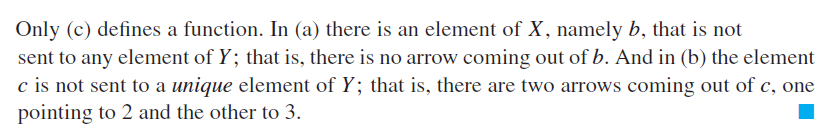 Only (c) defines a function. In (a) there is an element of X, namely b, that is not
sent to any element of Y; that is, there is no arrow coming out of b. And in (b) the element
c is not sent to a unique element of Y; that is, there are two arrows coming out of c, one
pointing to 2 and the other to 3.